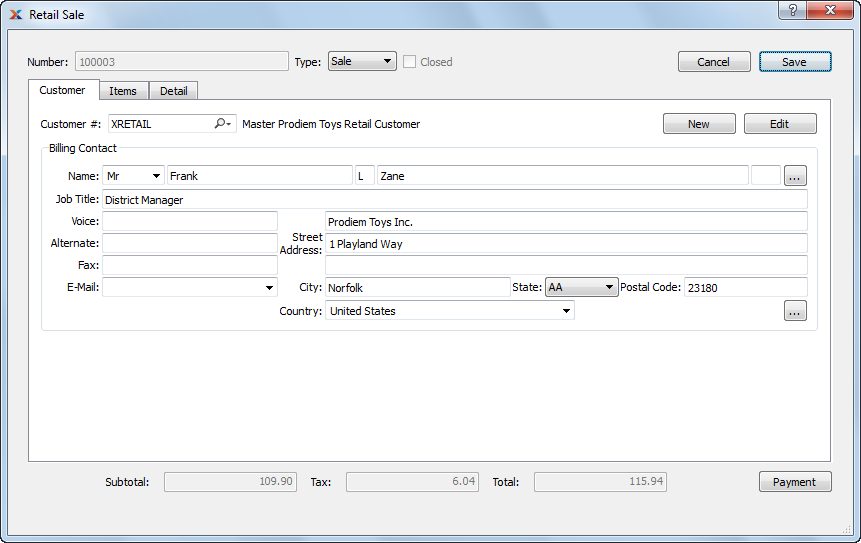 Retail Sale
Number: 100003 Type: Sale Closed Cancel Save
Customer Items Detail
Customer #: XRETAIL Master Prodiem Toys Retail Customer New Edit
Billing Contact
Name: Mr Frank L Zane ...
Job Title: District Manager
Voice: Prodiem Toys Inc.
Alternate: Street Address: 1 Playland Way
Fax:
E-Mail: City: Norfolk State: AA Postal Code: 23180
Country: United States ...
Subtotal: 109.90 Tax: 6.04 Total: 115.94 Payment